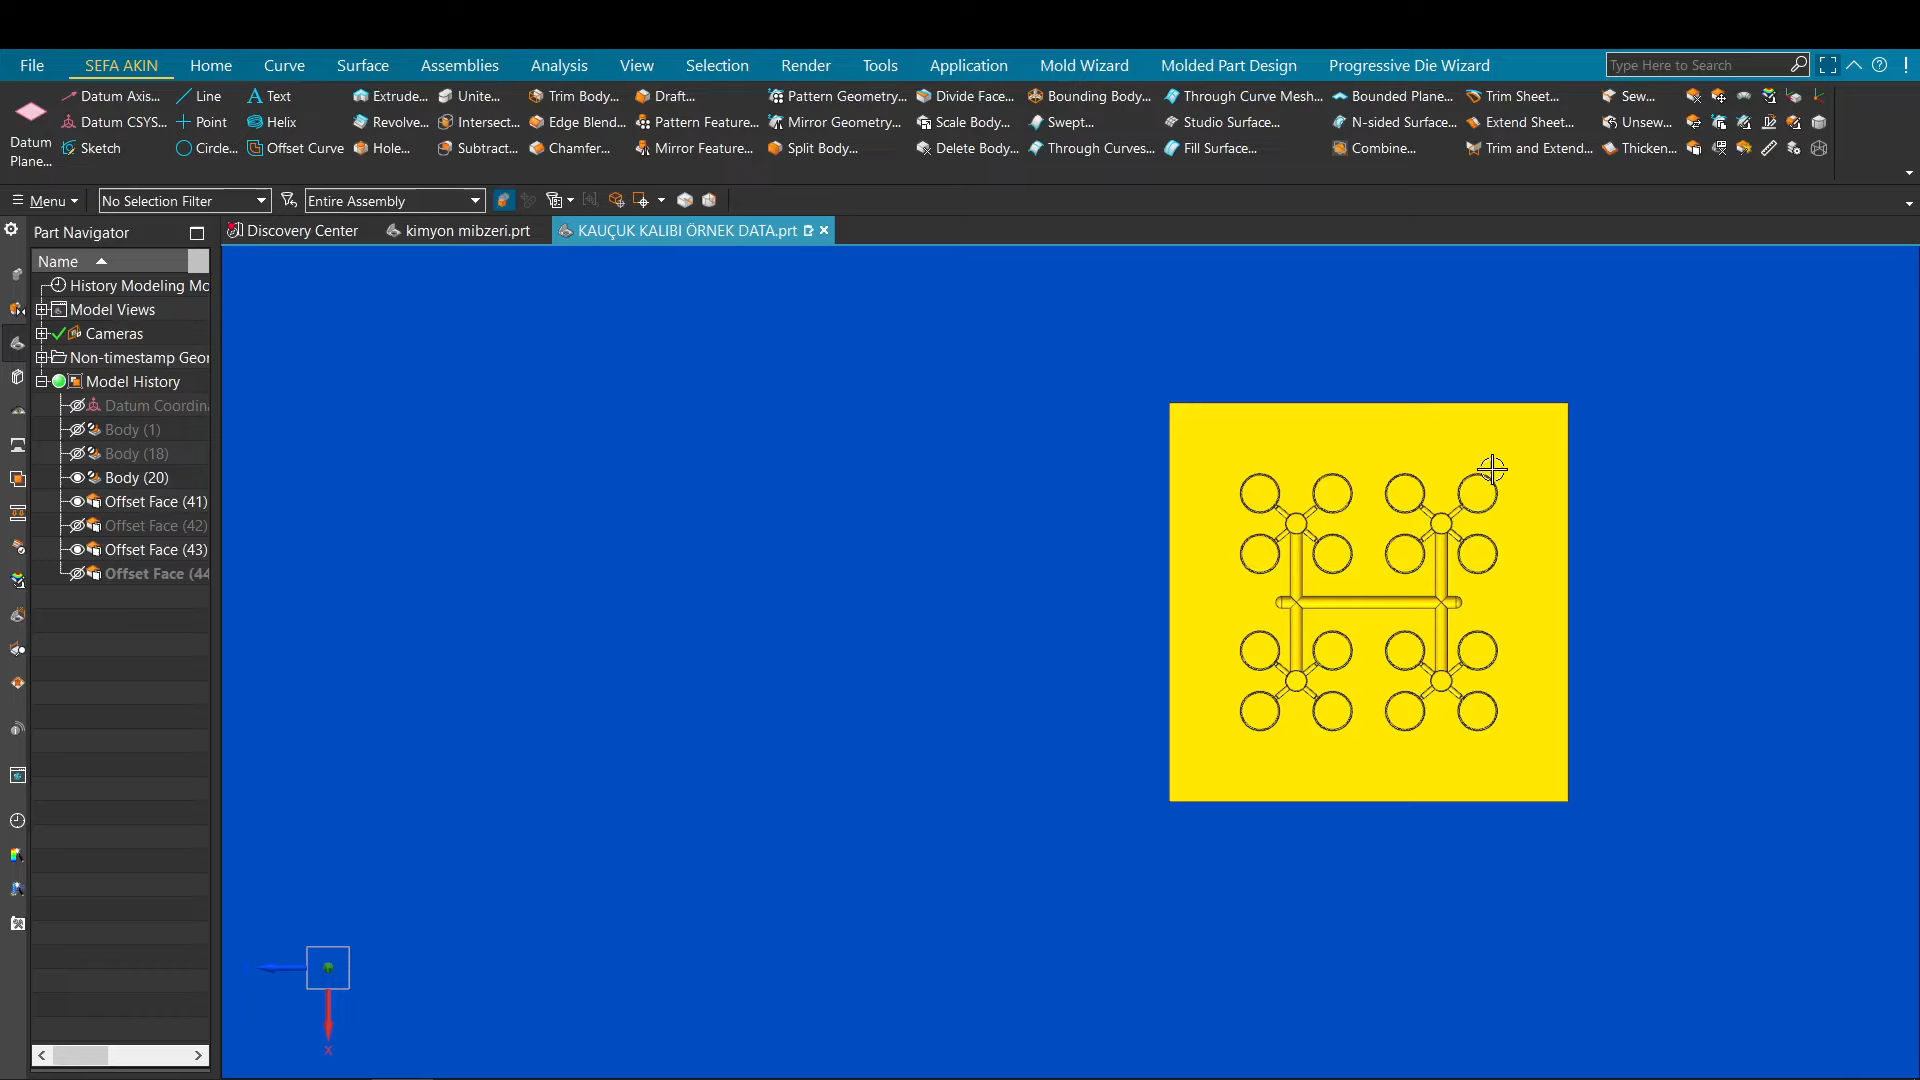 File SEFA AKIN Home Curve Surface Assemblies Analysis View Selection Render Tools Application Mold Wizard Molded Part Design Progressive Die Wizard Type Here to Search
Datum Axis... Line Text Extrude... Unite... Trim Body... Draft... Pattern Geometry... Divide Face... Bounding Body... Through Curve Mesh... Bounded Plane... Trim Sheet... Sew...
Datum CSYS... Point Helix Revolve... Intersect... Edge Blend... Pattern Feature... Mirror Geometry... Scale Body... Swept... Studio Surface... N-sided Surface... Extend Sheet... Unsew...
Datum Plane... Sketch Circle... Offset Curve Hole... Subtract... Chamfer... Mirror Feature... Split Body... Delete Body... Through Curves... Fill Surface... Combine... Trim and Extend... Thicken...
Menu No Selection Filter Entire Assembly
Part Navigator Discovery Center kimyon mibzeri.prt KAUÇUK KALIBI ÖRNEK DATA.prt
Name
History Modeling Mo
Model Views
Cameras
Non-timestamp Geor
Model History
Datum Coordin
Body (1)
Body (18)
Body (20)
Offset Face (41)
Offset Face (42)
Offset Face (43)
Offset Face (44
X